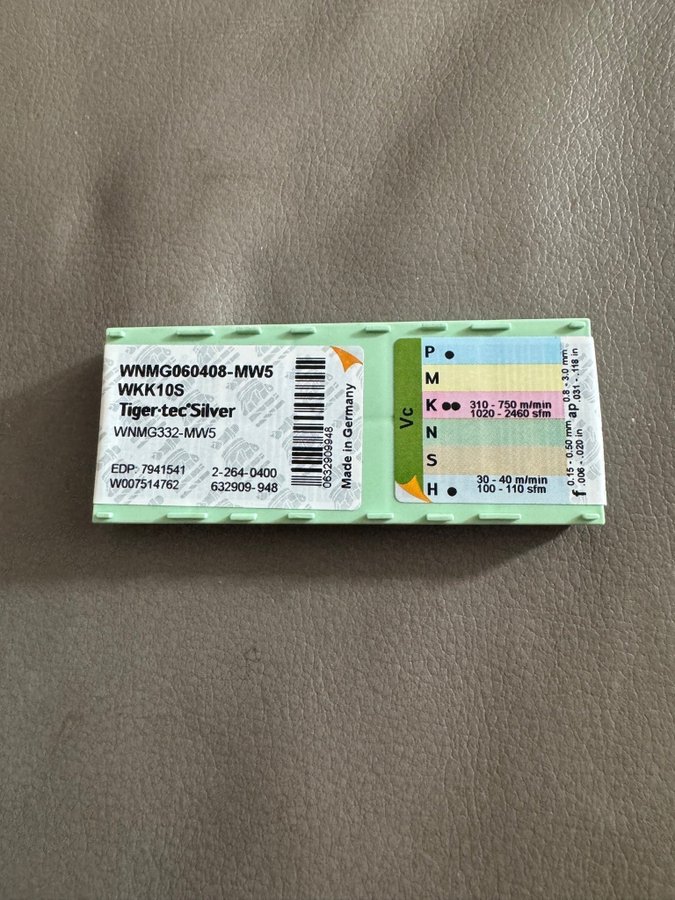 WNMG060408-MW5
WKK10S
Tiger·tec®Silver
WNMG332-MW5
EDP: 7941541 2-264-0400
W007514762 632909-948
0632909948
Made in Germany
Vc
P ●
M
K ●● 310 - 750 m/min
1020 - 2460 sfm
N
S
H ● 30 - 40 m/min
100 - 110 sfm
ap 0.8 - 3.0 mm
.031 - .118 in
f 0.15 - 0.50 mm
.006 - .020 in